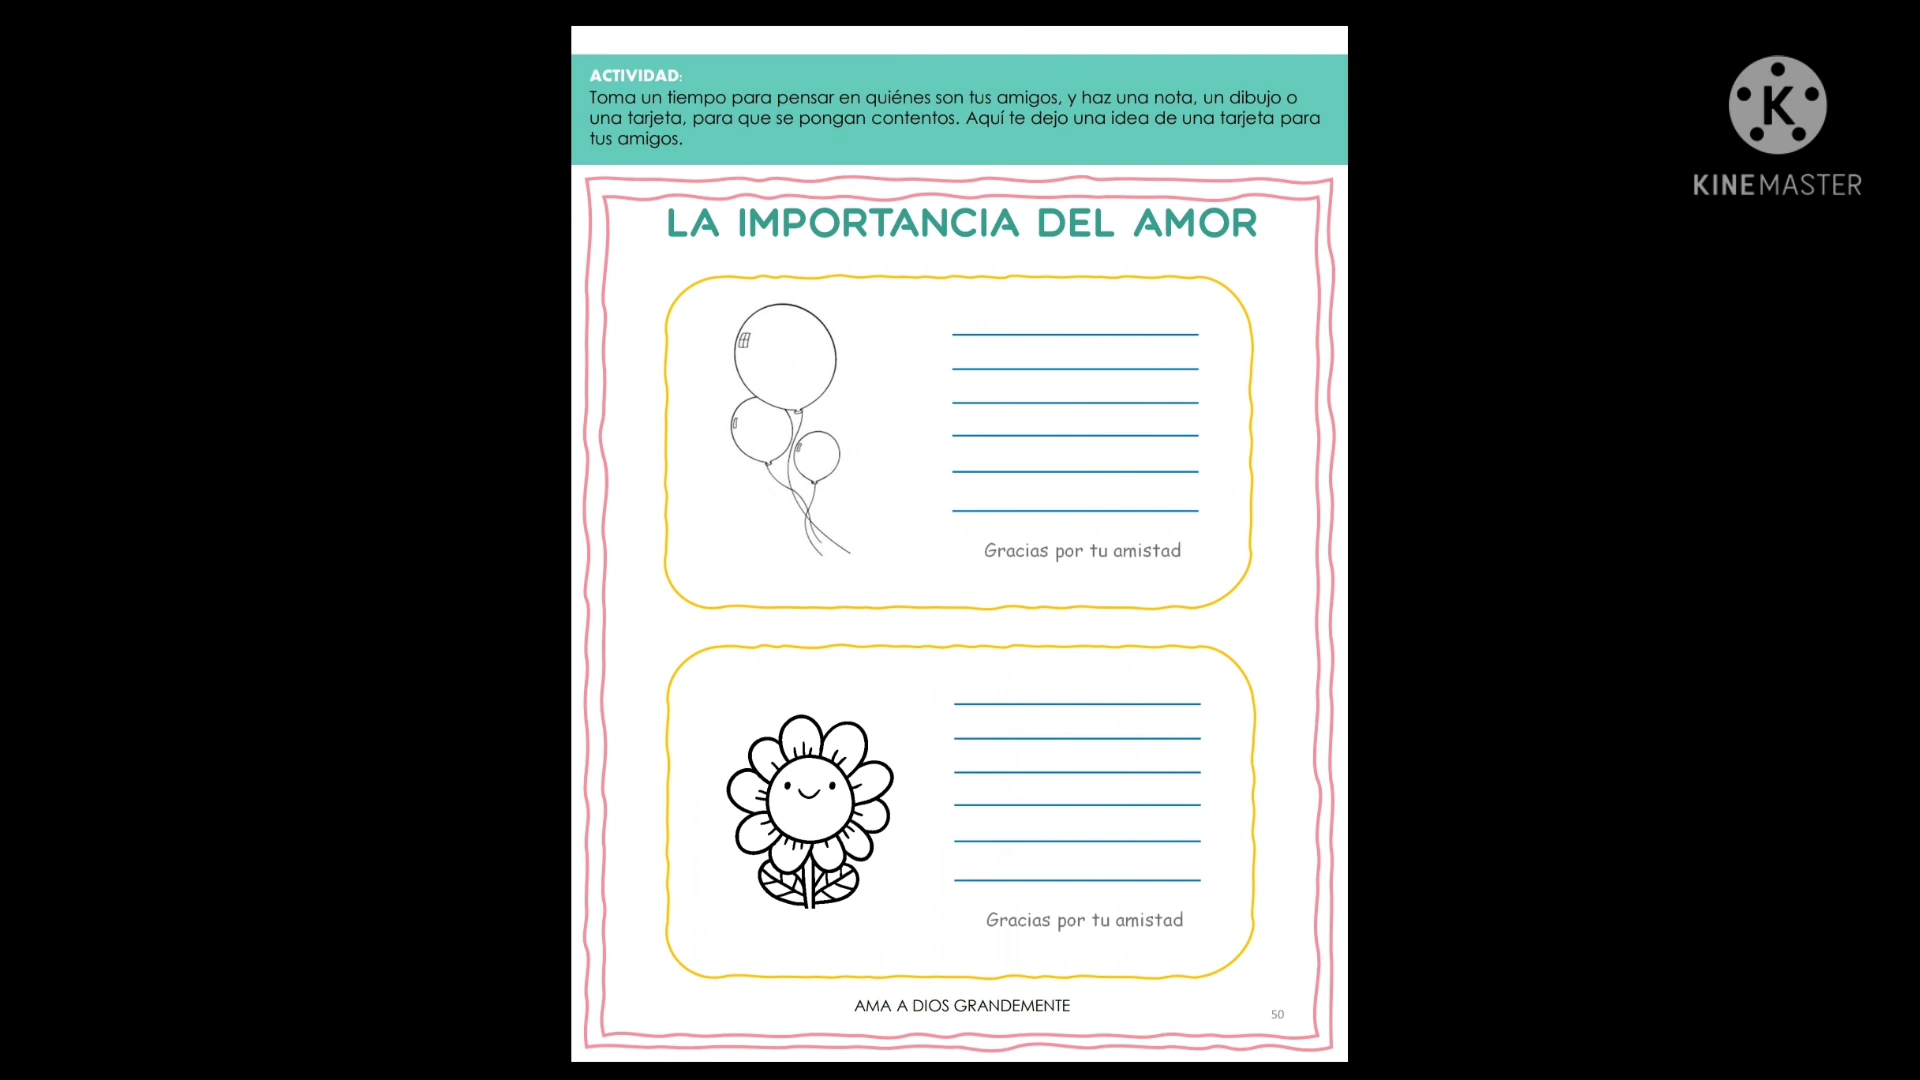 ACTIVIDAD:
Toma un tiempo para pensar en quiénes son tus amigos, y haz una nota, un dibujo o
una tarjeta, para que se pongan contentos. Aquí te dejo una idea de una tarjeta para
tus amigos.
K
KINEMASTER
LA IMPORTANCIA DEL AMOR
Gracias por tu amistad
Gracias por tu amistad
AMA A DIOS GRANDEMENTE
50